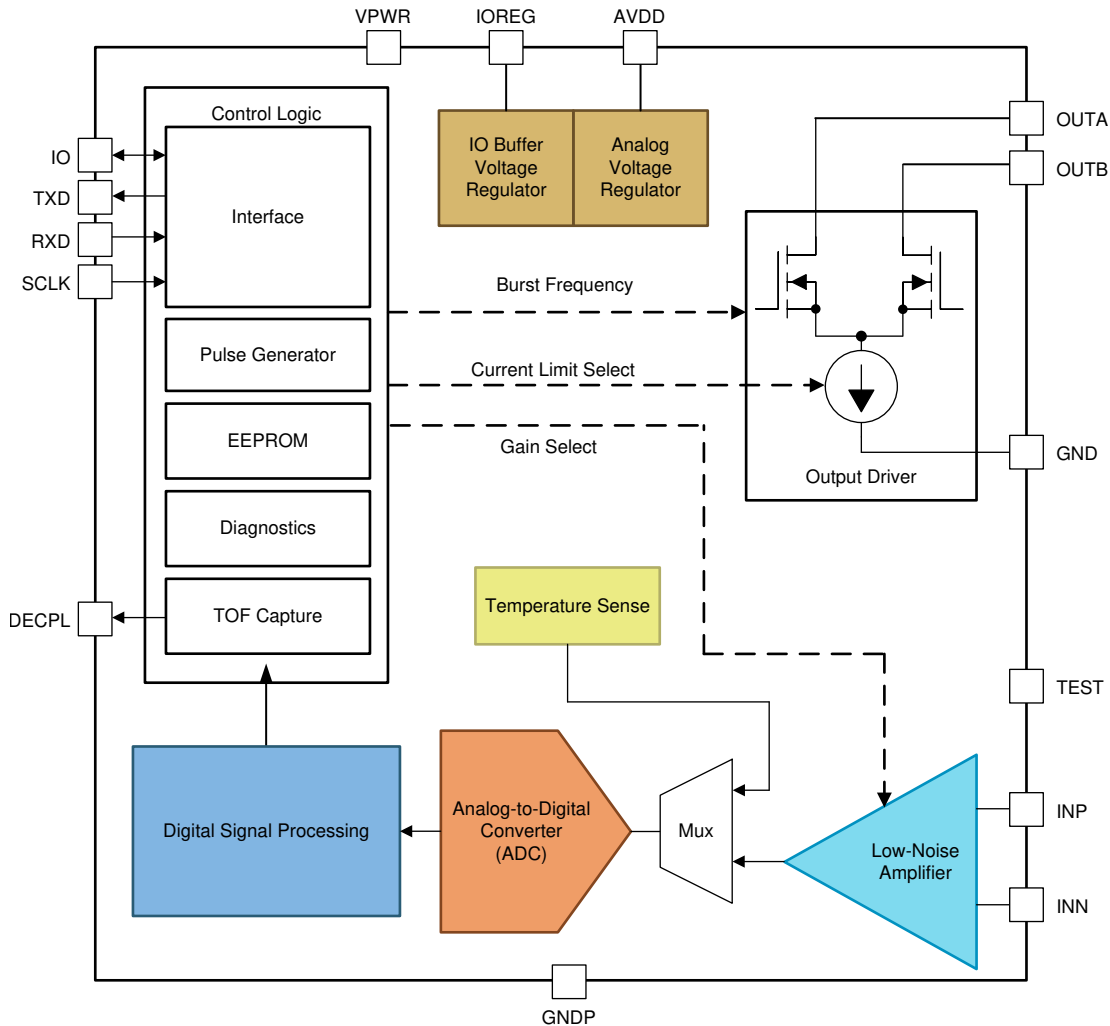 VPWR
IOREG
AVDD
Control Logic
IO
TXD
RXD
SCLK
Interface
IO Buffer
Voltage
Regulator
Analog
Voltage
Regulator
OUTA
OUTB
Burst Frequency
Pulse Generator
Current Limit Select
EEPROM
Gain Select
GND
Output Driver
Diagnostics
DECPL
TOF Capture
Temperature Sense
TEST
Digital Signal Processing
Analog-to-Digital
Converter
(ADC)
Mux
Low-Noise
Amplifier
INP
INN
GNDP